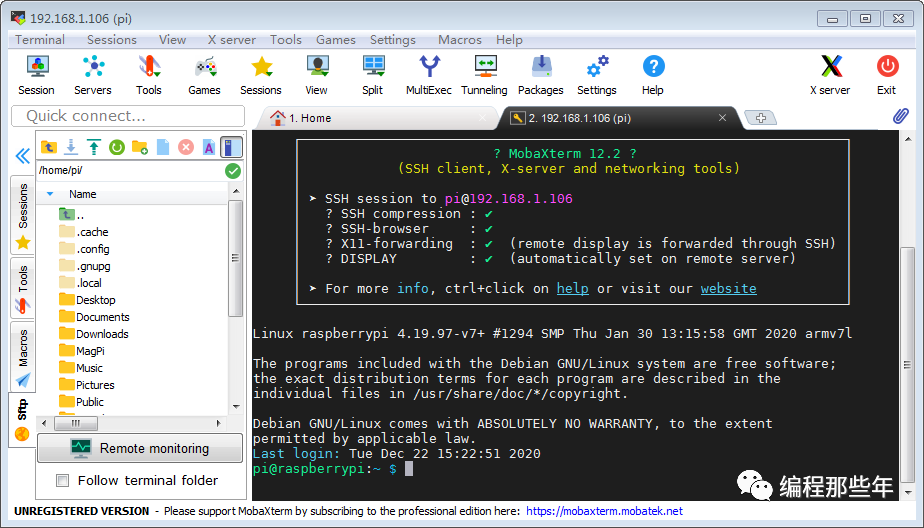 192.168.1.106 (pi)
Terminal Sessions View X server Tools Games Settings Macros Help
Session Servers Tools Games Sessions View Split MultiExec Tunneling Packages Settings Help X server Exit
Quick connect...
1. Home
2. 192.168.1.106 (pi)
/home/pi/
Name
..
.cache
.config
.gnupg
.local
Desktop
Documents
Downloads
MagPi
Music
Pictures
Public
Sessions
Tools
Macros
Sftp
Remote monitoring
Follow terminal folder
? MobaXterm 12.2 ?
(SSH client, X-server and networking tools)
➤ SSH session to pi@192.168.1.106
? SSH compression : ✔
? SSH-browser : ✔
? X11-forwarding : ✔ (remote display is forwarded through SSH)
? DISPLAY : ✔ (automatically set on remote server)
➤ For more info, ctrl+click on help or visit our website
Linux raspberrypi 4.19.97-v7+ #1294 SMP Thu Jan 30 13:15:58 GMT 2020 armv7l
The programs included with the Debian GNU/Linux system are free software;
the exact distribution terms for each program are described in the
individual files in /usr/share/doc/*/copyright.
Debian GNU/Linux comes with ABSOLUTELY NO WARRANTY, to the extent
permitted by applicable law.
Last login: Tue Dec 22 15:22:51 2020
pi@raspberrypi:~ $
编程那些年
UNREGISTERED VERSION - Please support MobaXterm by subscribing to the professional edition here: https://mobaxterm.mobatek.net